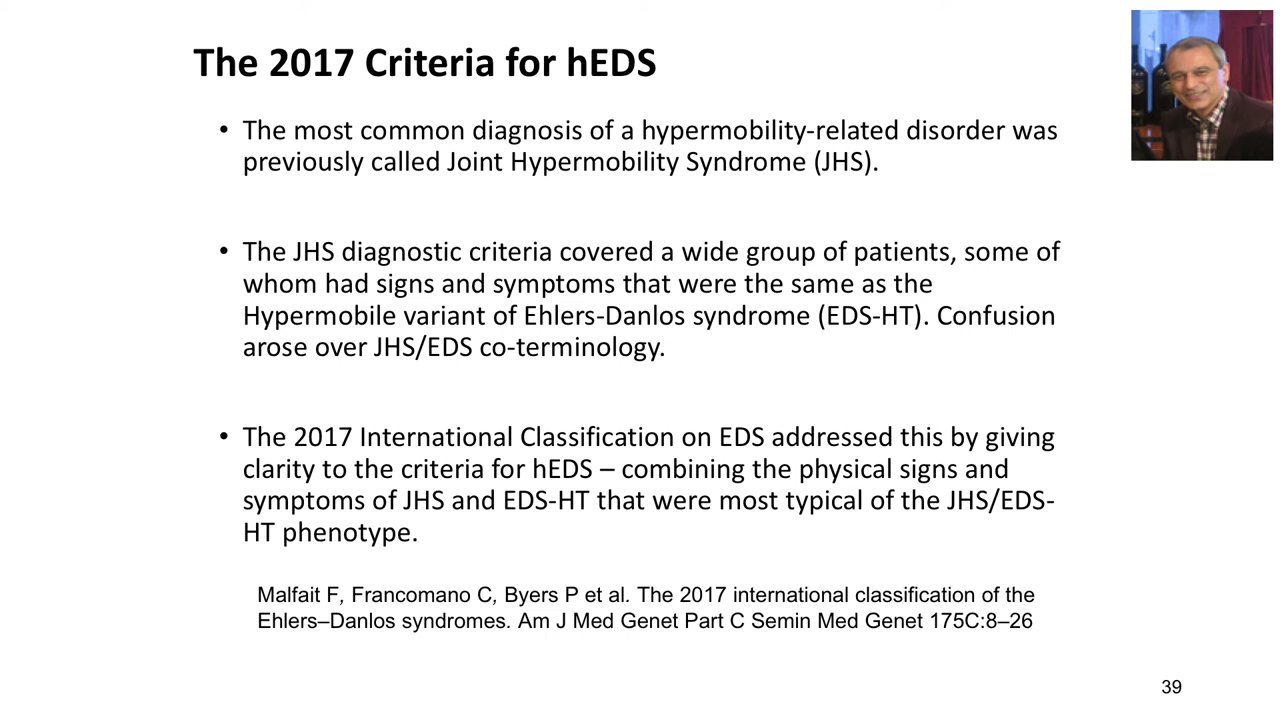 The 2017 Criteria for hEDS
• The most common diagnosis of a hypermobility-related disorder was
previously called Joint Hypermobility Syndrome (JHS).
• The JHS diagnostic criteria covered a wide group of patients, some of
whom had signs and symptoms that were the same as the
Hypermobile variant of Ehlers-Danlos syndrome (EDS-HT). Confusion
arose over JHS/EDS co-terminology.
• The 2017 International Classification on EDS addressed this by giving
clarity to the criteria for hEDS – combining the physical signs and
symptoms of JHS and EDS-HT that were most typical of the JHS/EDS-
HT phenotype.
Malfait F, Francomano C, Byers P et al. The 2017 international classification of the
Ehlers–Danlos syndromes. Am J Med Genet Part C Semin Med Genet 175C:8–26
39